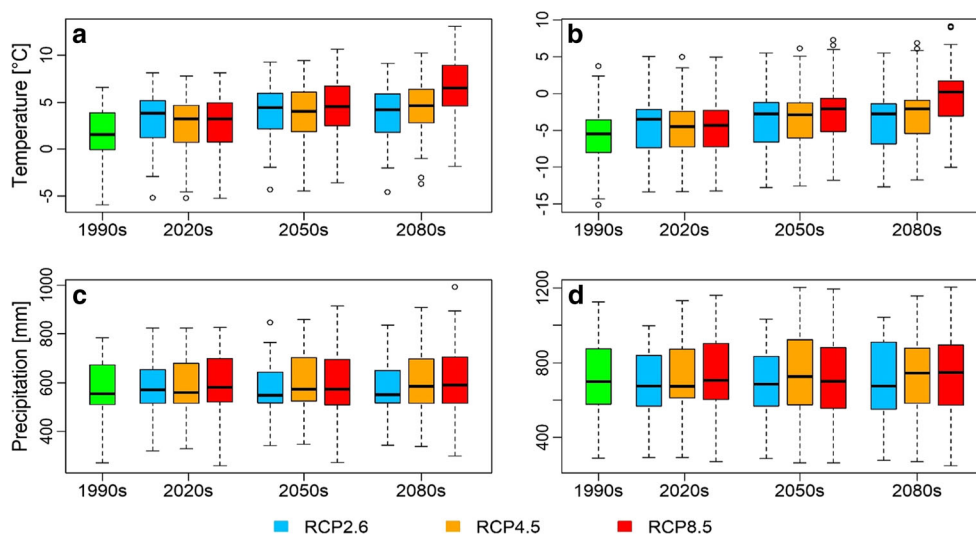 a
b
Temperature [°C]
10
5
0
-5
10
5
0
-5
-10
-15
1990s 2020s 2050s 2080s
1990s 2020s 2050s 2080s
c
d
Precipitation [mm]
1000
800
600
400
1200
800
400
1990s 2020s 2050s 2080s
1990s 2020s 2050s 2080s
RCP2.6 RCP4.5 RCP8.5